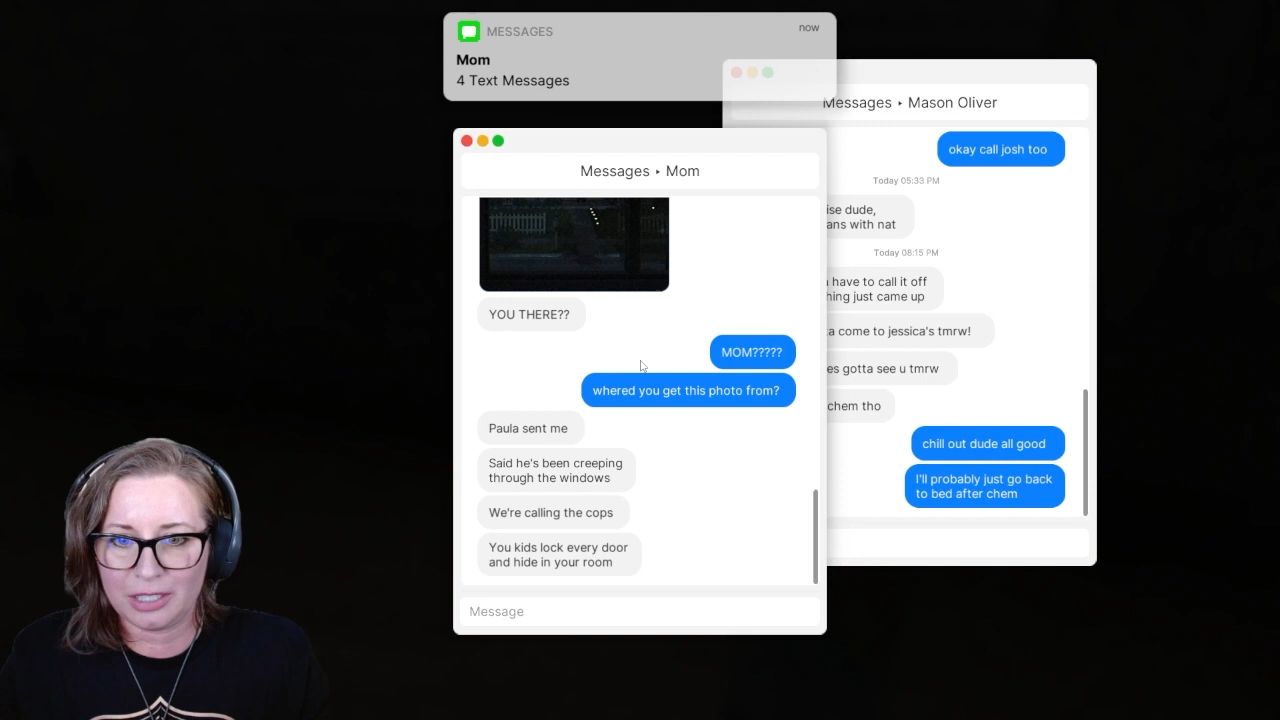 MESSAGES
now
Mom
4 Text Messages
Messages ‣ Mason Oliver
okay call josh too
Today 05:33 PM
dude,
with nat
Today 08:15 PM
have to call it off
just came up
come to jessica's tmrw!
gotta see u tmrw
chem tho
chill out dude all good
I'll probably just go back
to bed after chem
Messages ‣ Mom
YOU THERE??
MOM?????
whered you get this photo from?
Paula sent me
Said he's been creeping
through the windows
We're calling the cops
You kids lock every door
and hide in your room
Message